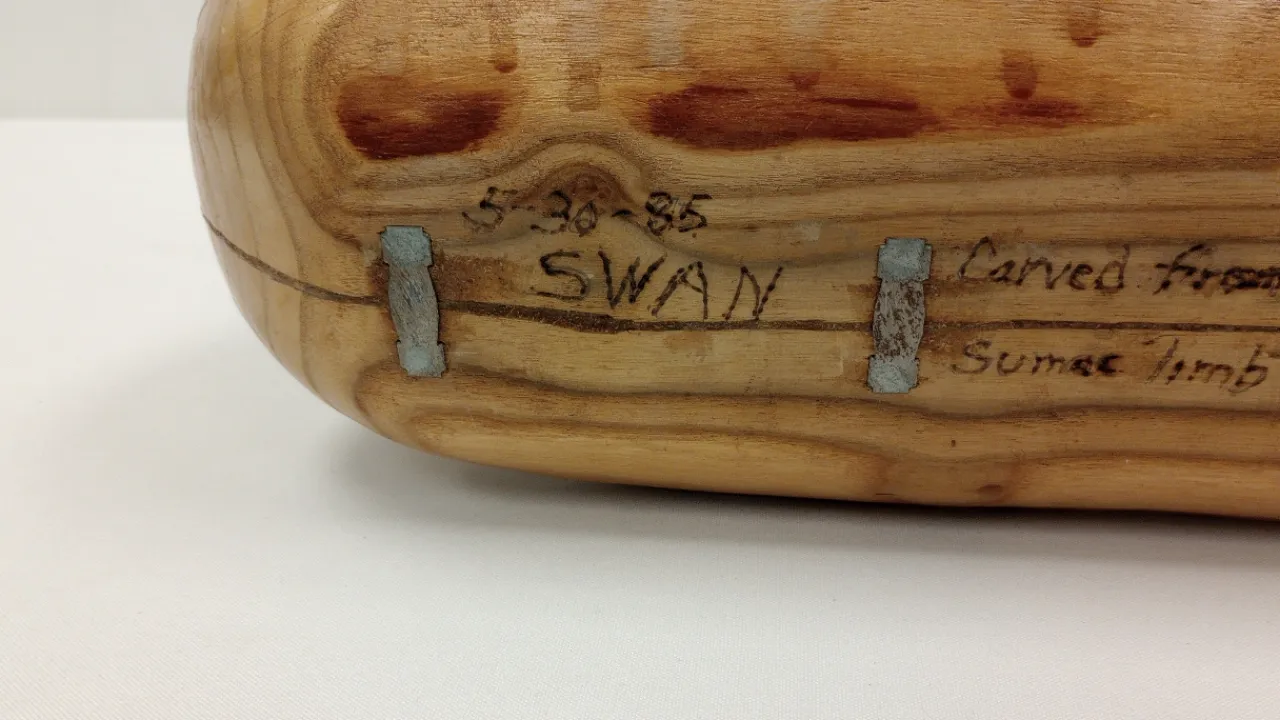 5-30-85
SWAN
Carved from
Sumac limb